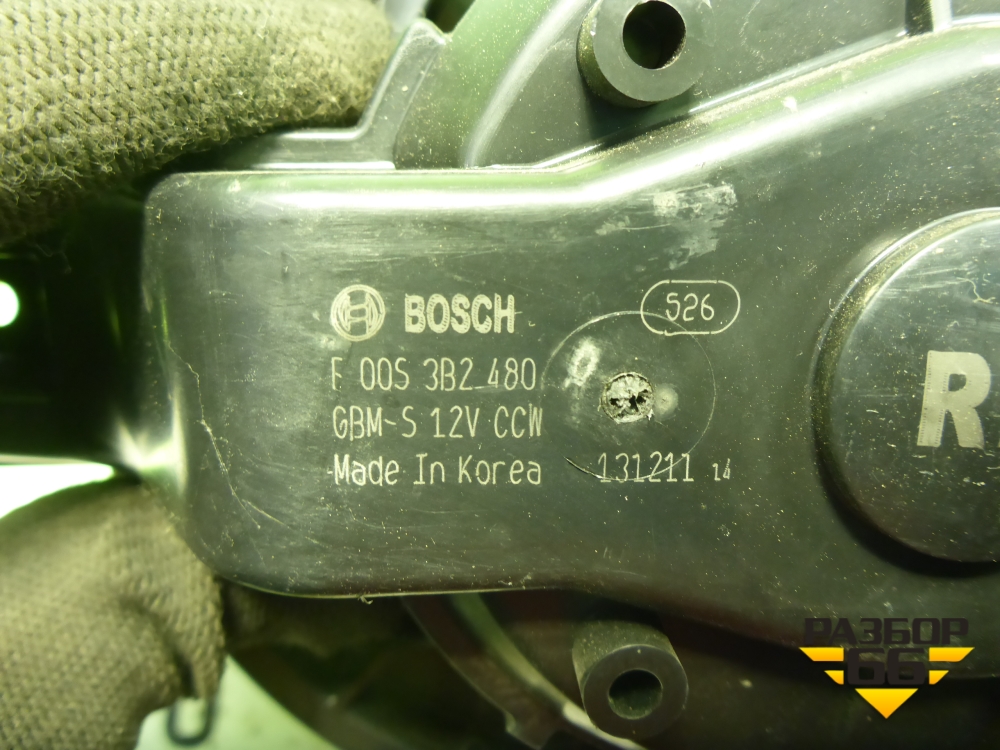 BOSCH
526
F 00S 3B2 480
GBM-S 12V CCW
Made In Korea
131211 14
R
РАЗБОР
66